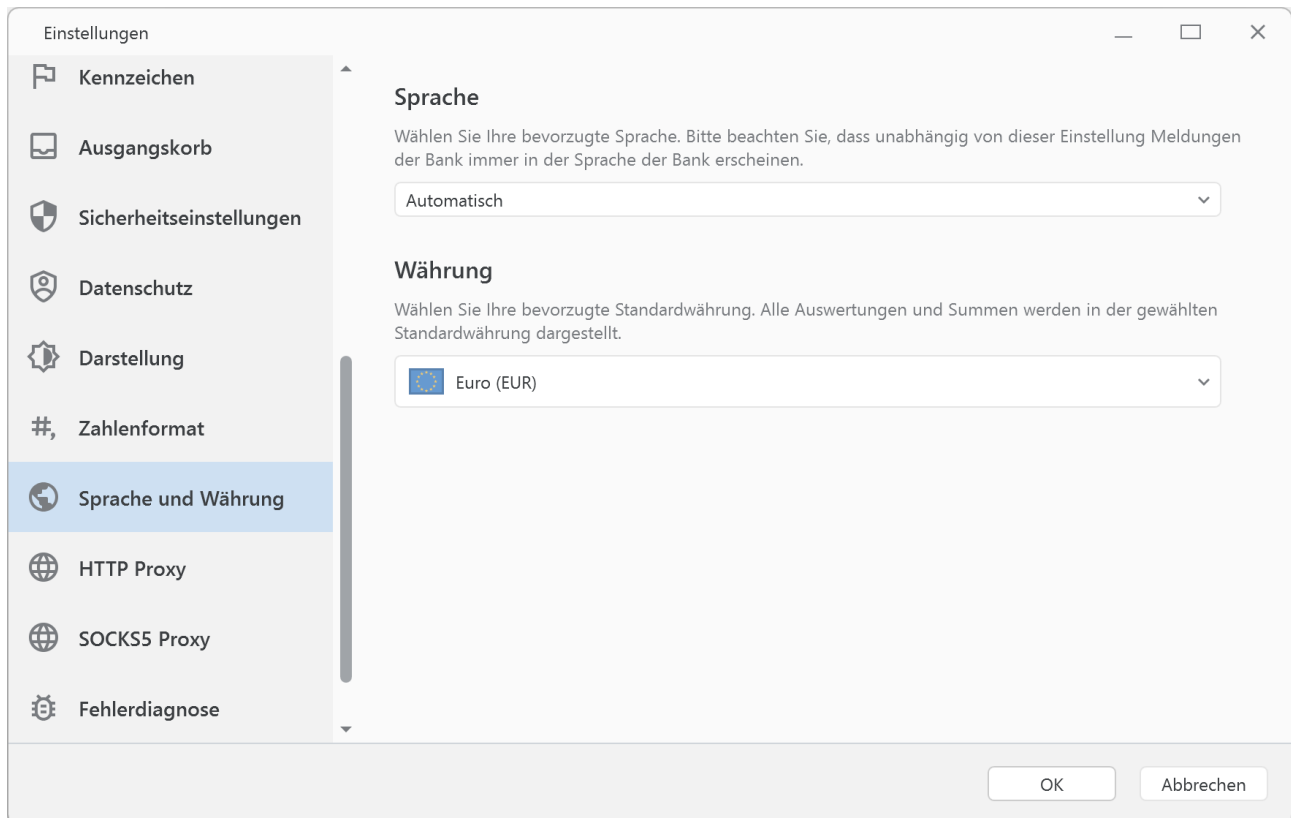 Einstellungen
Kennzeichen
Ausgangskorb
Sicherheitseinstellungen
Datenschutz
Darstellung
Zahlenformat
Sprache und Währung
HTTP Proxy
SOCKS5 Proxy
Fehlerdiagnose
Sprache
Wählen Sie Ihre bevorzugte Sprache. Bitte beachten Sie, dass unabhängig von dieser Einstellung Meldungen
der Bank immer in der Sprache der Bank erscheinen.
Automatisch
Währung
Wählen Sie Ihre bevorzugte Standardwährung. Alle Auswertungen und Summen werden in der gewählten
Standardwährung dargestellt.
Euro (EUR)
OK
Abbrechen